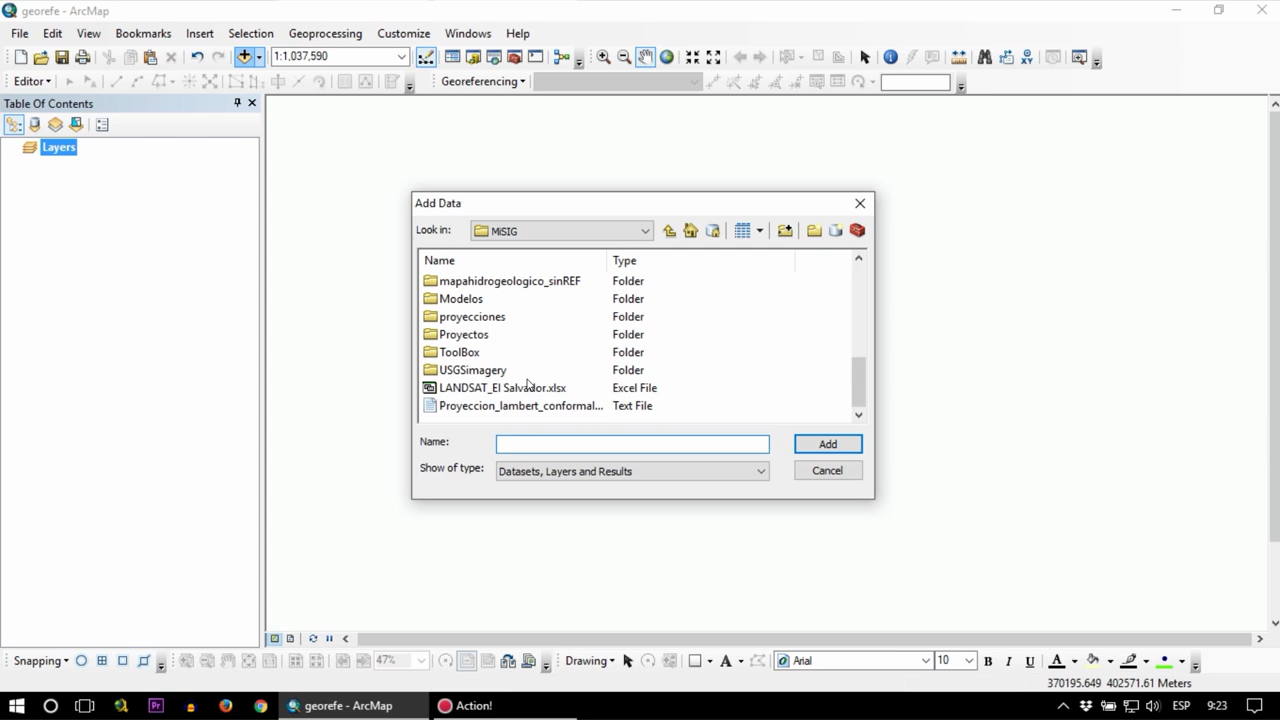 georefe - ArcMap
File Edit View Bookmarks Insert Selection Geoprocessing Customize Windows Help
1:1,037,590
Editor Georeferencing
Table Of Contents
Layers
Add Data
Look in: MiSIG
Name Type
mapahidrogeologico_sinREF Folder
Modelos Folder
proyecciones Folder
Proyectos Folder
ToolBox Folder
USGSimagery Folder
LANDSAT_El Salvador.xlsx Excel File
Proyeccion_lambert_conformal... Text File
Name: Add
Show of type: Datasets, Layers and Results Cancel
Snapping 47% Drawing A Arial 10 B I U A
370195.649 402571.61 Meters
Pr georefe - ArcMap Action! ESP 9:23